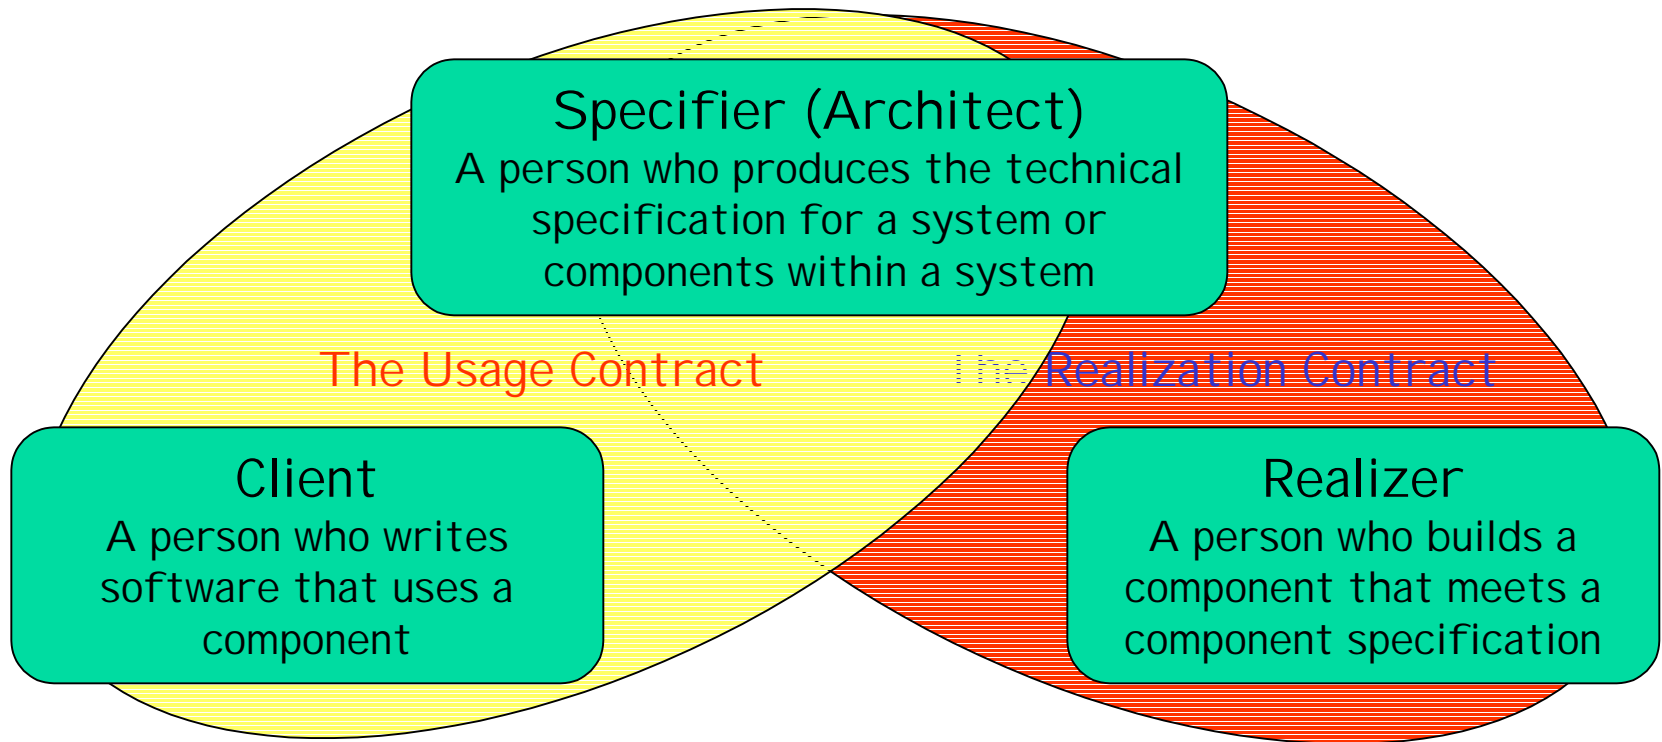 Specifier (Architect)
A person who produces the technical
specification for a system or
components within a system
The Usage Contract
The Realization Contract
Client
A person who writes
software that uses a
component
Realizer
A person who builds a
component that meets a
component specification